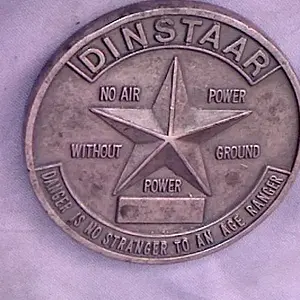 DINSTAAR
NO AIR POWER
WITHOUT GROUND
POWER
DANGER IS NO STRANGER TO AN AGE RANGER